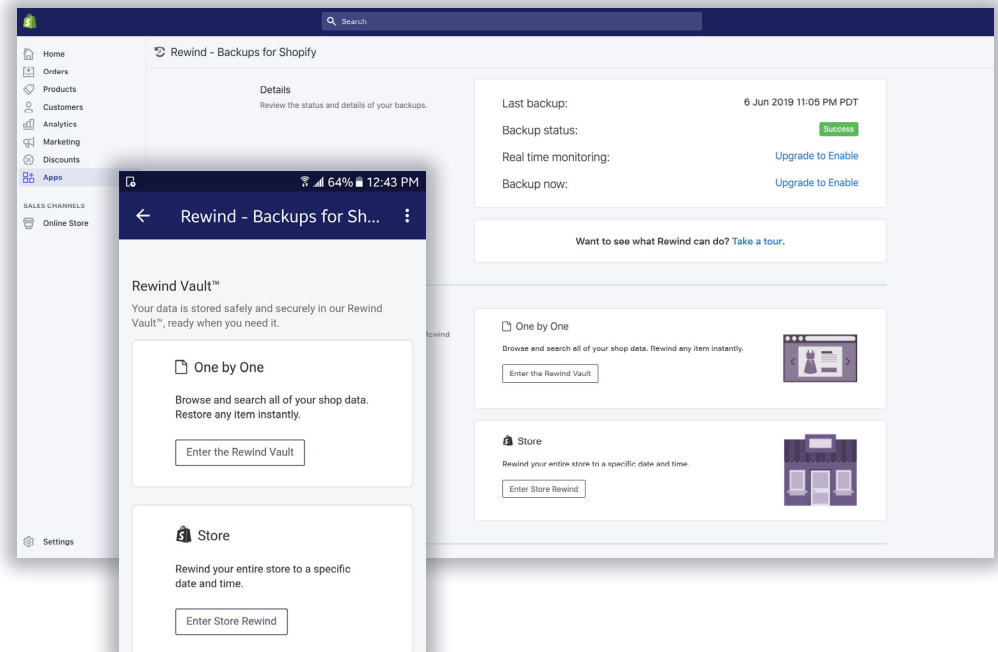 Search
Rewind - Backups for Shopify
Home
Orders
Products
Customers
Analytics
Marketing
Discounts
Apps
SALES CHANNELS
Online Store
Settings
Details
Review the status and details of your backups.
Last backup: 6 Jun 2019 11:05 PM PDT
Backup status: Success
Real time monitoring: Upgrade to Enable
Backup now: Upgrade to Enable
Want to see what Rewind can do? Take a tour.
Rewind
One by One
Browse and search all of your shop data. Rewind any item instantly.
Enter the Rewind Vault
Store
Rewind your entire store to a specific date and time.
Enter Store Rewind
64% 12:43 PM
Rewind - Backups for Sh...
Rewind Vault™
Your data is stored safely and securely in our Rewind
Vault™, ready when you need it.
One by One
Browse and search all of your shop data.
Restore any item instantly.
Enter the Rewind Vault
Store
Rewind your entire store to a specific
date and time.
Enter Store Rewind